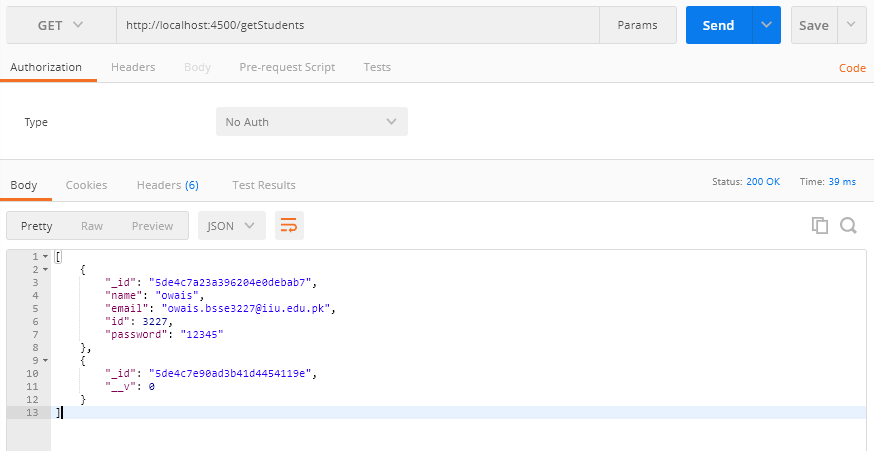 GET http://localhost:4500/getStudents Params Send Save
Authorization Headers Body Pre-request Script Tests Code
Type No Auth
Body Cookies Headers (6) Test Results Status: 200 OK Time: 39 ms
Pretty Raw Preview JSON
1 [
2 {
3 "_id": "5de4c7a23a396204e0debab7",
4 "name": "owais",
5 "email": "owais.bsse3227@iiu.edu.pk",
6 "id": 3227,
7 "password": "12345"
8 },
9 {
10 "_id": "5de4c7e90ad3b41d4454119e",
11 "__v": 0
12 }
13 ]